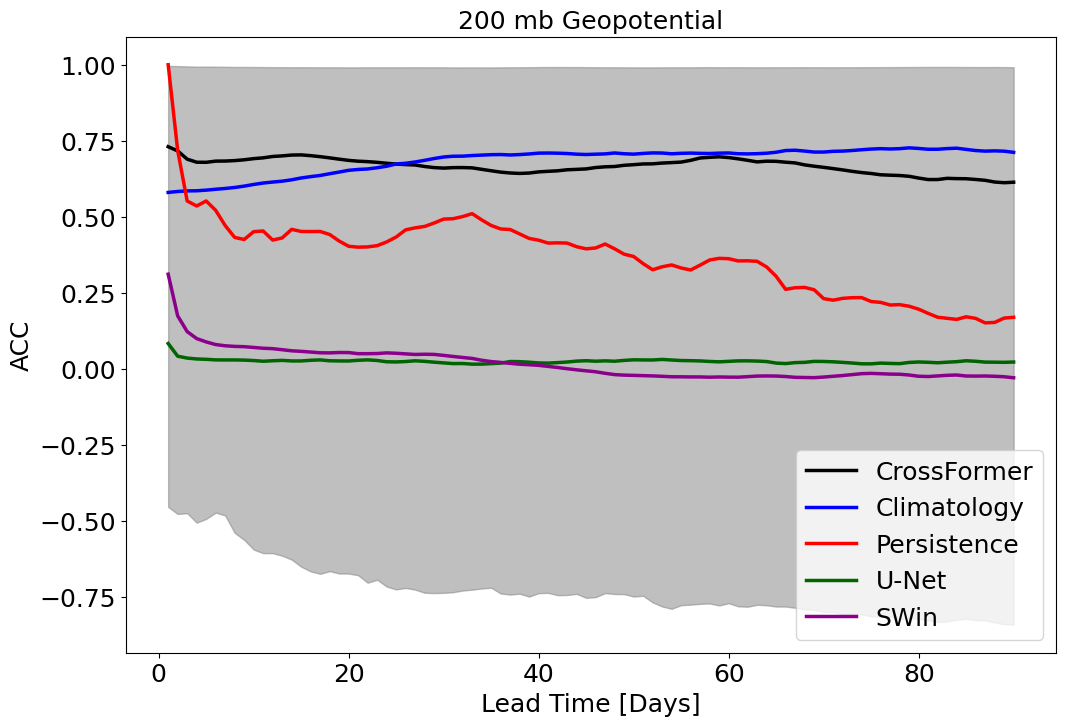 200 mb Geopotential
ACC
1.00
0.75
0.50
0.25
0.00
−0.25
−0.50
−0.75
0
20
40
60
80
Lead Time [Days]
CrossFormer
Climatology
Persistence
U-Net
SWin